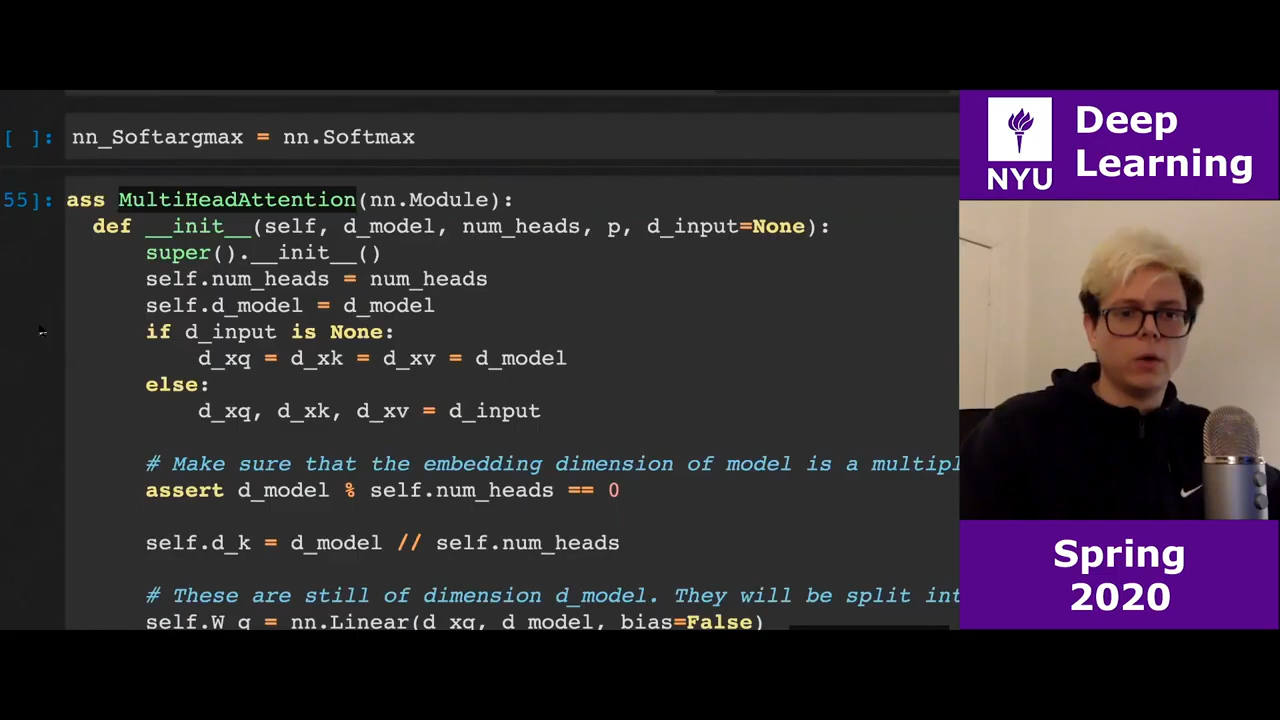 [ ]: nn_Softargmax = nn.Softmax
55]: ass MultiHeadAttention(nn.Module):
def __init__(self, d_model, num_heads, p, d_input=None):
super().__init__()
self.num_heads = num_heads
self.d_model = d_model
if d_input is None:
d_xq = d_xk = d_xv = d_model
else:
d_xq, d_xk, d_xv = d_input
# Make sure that the embedding dimension of model is a multipl
assert d_model % self.num_heads == 0
self.d_k = d_model // self.num_heads
# These are still of dimension d_model. They will be split int
self.W_q = nn.Linear(d_xq, d_model, bias=False)
NYU
Deep
Learning
Spring
2020